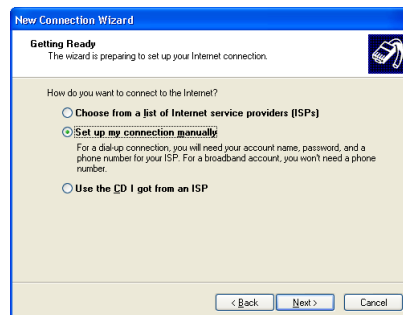 New Connection Wizard
Getting Ready
The wizard is preparing to set up your Internet connection.
How do you want to connect to the Internet?
Choose from a list of Internet service providers (ISPs)
Set up my connection manually
For a dial-up connection, you will need your account name, password, and a
phone number for your ISP. For a broadband account, you won't need a phone
number.
Use the CD I got from an ISP
< Back Next > Cancel